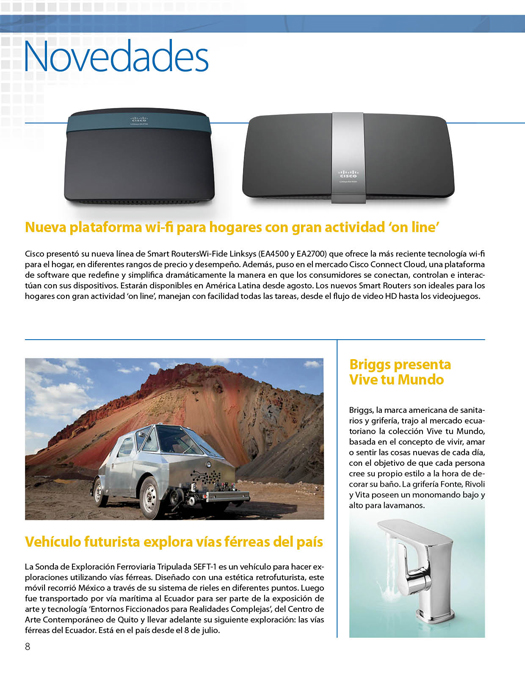 Novedades
CISCO
CISCO
Nueva plataforma wi-fi para hogares con gran actividad ‘on line’
Cisco presentó su nueva línea de Smart RoutersWi-Fide Linksys (EA4500 y EA2700) que ofrece la más reciente tecnología wi-fi
para el hogar, en diferentes rangos de precio y desempeño. Además, puso en el mercado Cisco Connect Cloud, una plataforma
de software que redefine y simplifica dramáticamente la manera en que los consumidores se conectan, controlan e interac-
túan con sus dispositivos. Estarán disponibles en América Latina desde agosto. Los nuevos Smart Routers son ideales para los
hogares con gran actividad ‘on line’, manejan con facilidad todas las tareas, desde el flujo de video HD hasta los videojuegos.
Vehículo futurista explora vías férreas del país
La Sonda de Exploración Ferroviaria Tripulada SEFT-1 es un vehículo para hacer ex-
ploraciones utilizando vías férreas. Diseñado con una estética retrofuturista, este
móvil recorrió México a través de su sistema de rieles en diferentes puntos. Luego
fue transportado por vía marítima al Ecuador para ser parte de la exposición de
arte y tecnología ‘Entornos Ficcionados para Realidades Complejas’, del Centro de
Arte Contemporáneo de Quito y llevar adelante su siguiente exploración: las vías
férreas del Ecuador. Está en el país desde el 8 de julio.
Briggs presenta
Vive tu Mundo
Briggs, la marca americana de sanita-
rios y grifería, trajo al mercado ecua-
toriano la colección Vive tu Mundo,
basada en el concepto de vivir, amar
o sentir las cosas nuevas de cada día,
con el objetivo de que cada persona
cree su propio estilo a la hora de de-
corar su baño. La grifería Fonte, Rivoli
y Vita poseen un monomando bajo y
alto para lavamanos.
8